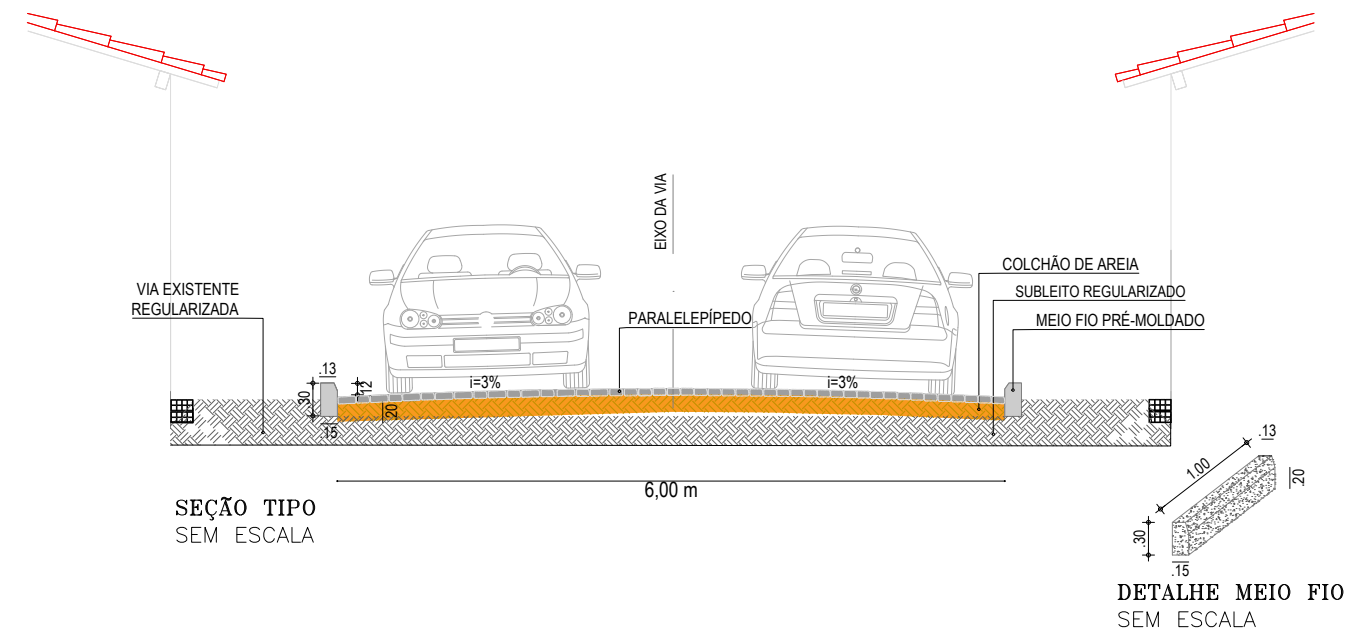 EIXO DA VIA
COLCHÃO DE AREIA
VIA EXISTENTE
REGULARIZADA
SUBLEITO REGULARIZADO
PARALELEPÍPEDO
MEIO FIO PRÉ-MOLDADO
.13
i=3%
i=3%
.12
.30
.20
.15
6,00 m
SEÇÃO TIPO
SEM ESCALA
.13
1.00
.20
.30
.15
DETALHE MEIO FIO
SEM ESCALA